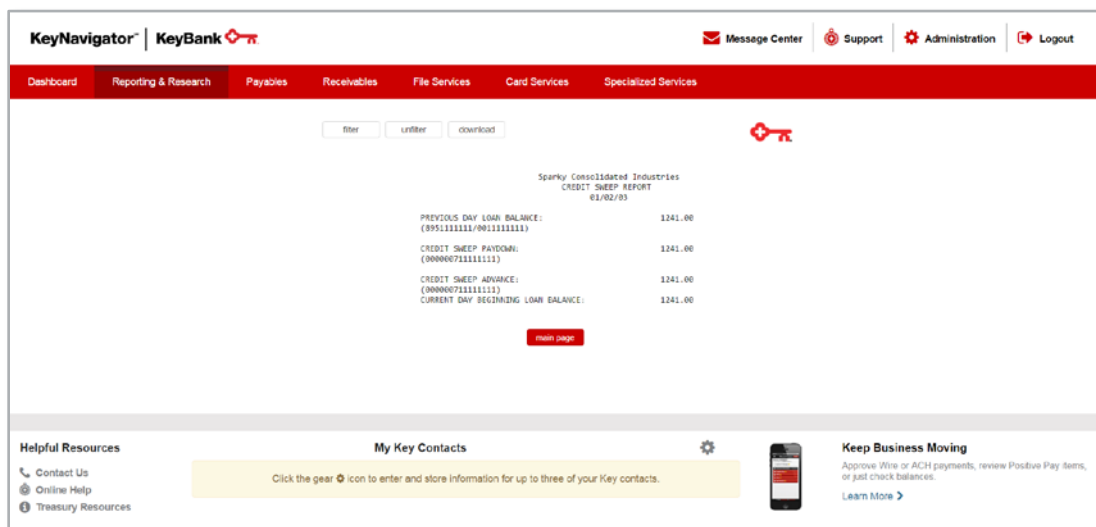 KeyNavigator℠ | KeyBank
Message Center Support Administration Logout
Dashboard Reporting & Research Payables Receivables File Services Card Services Specialized Services
filter unfilter download
Sparky Consolidated Industries
CREDIT SWEEP REPORT
01/02/03
PREVIOUS DAY LOAN BALANCE: 1241.00
(8951111111/0011111111)
CREDIT SWEEP PAYDOWN: 1241.00
(000000711111111)
CREDIT SWEEP ADVANCE: 1241.00
(000000711111111)
CURRENT DAY BEGINNING LOAN BALANCE: 1241.00
main page
Helpful Resources
Contact Us
Online Help
Treasury Resources
My Key Contacts
Click the gear icon to enter and store information for up to three of your Key contacts.
Keep Business Moving
Approve Wire or ACH payments, review Positive Pay items,
or just check balances.
Learn More